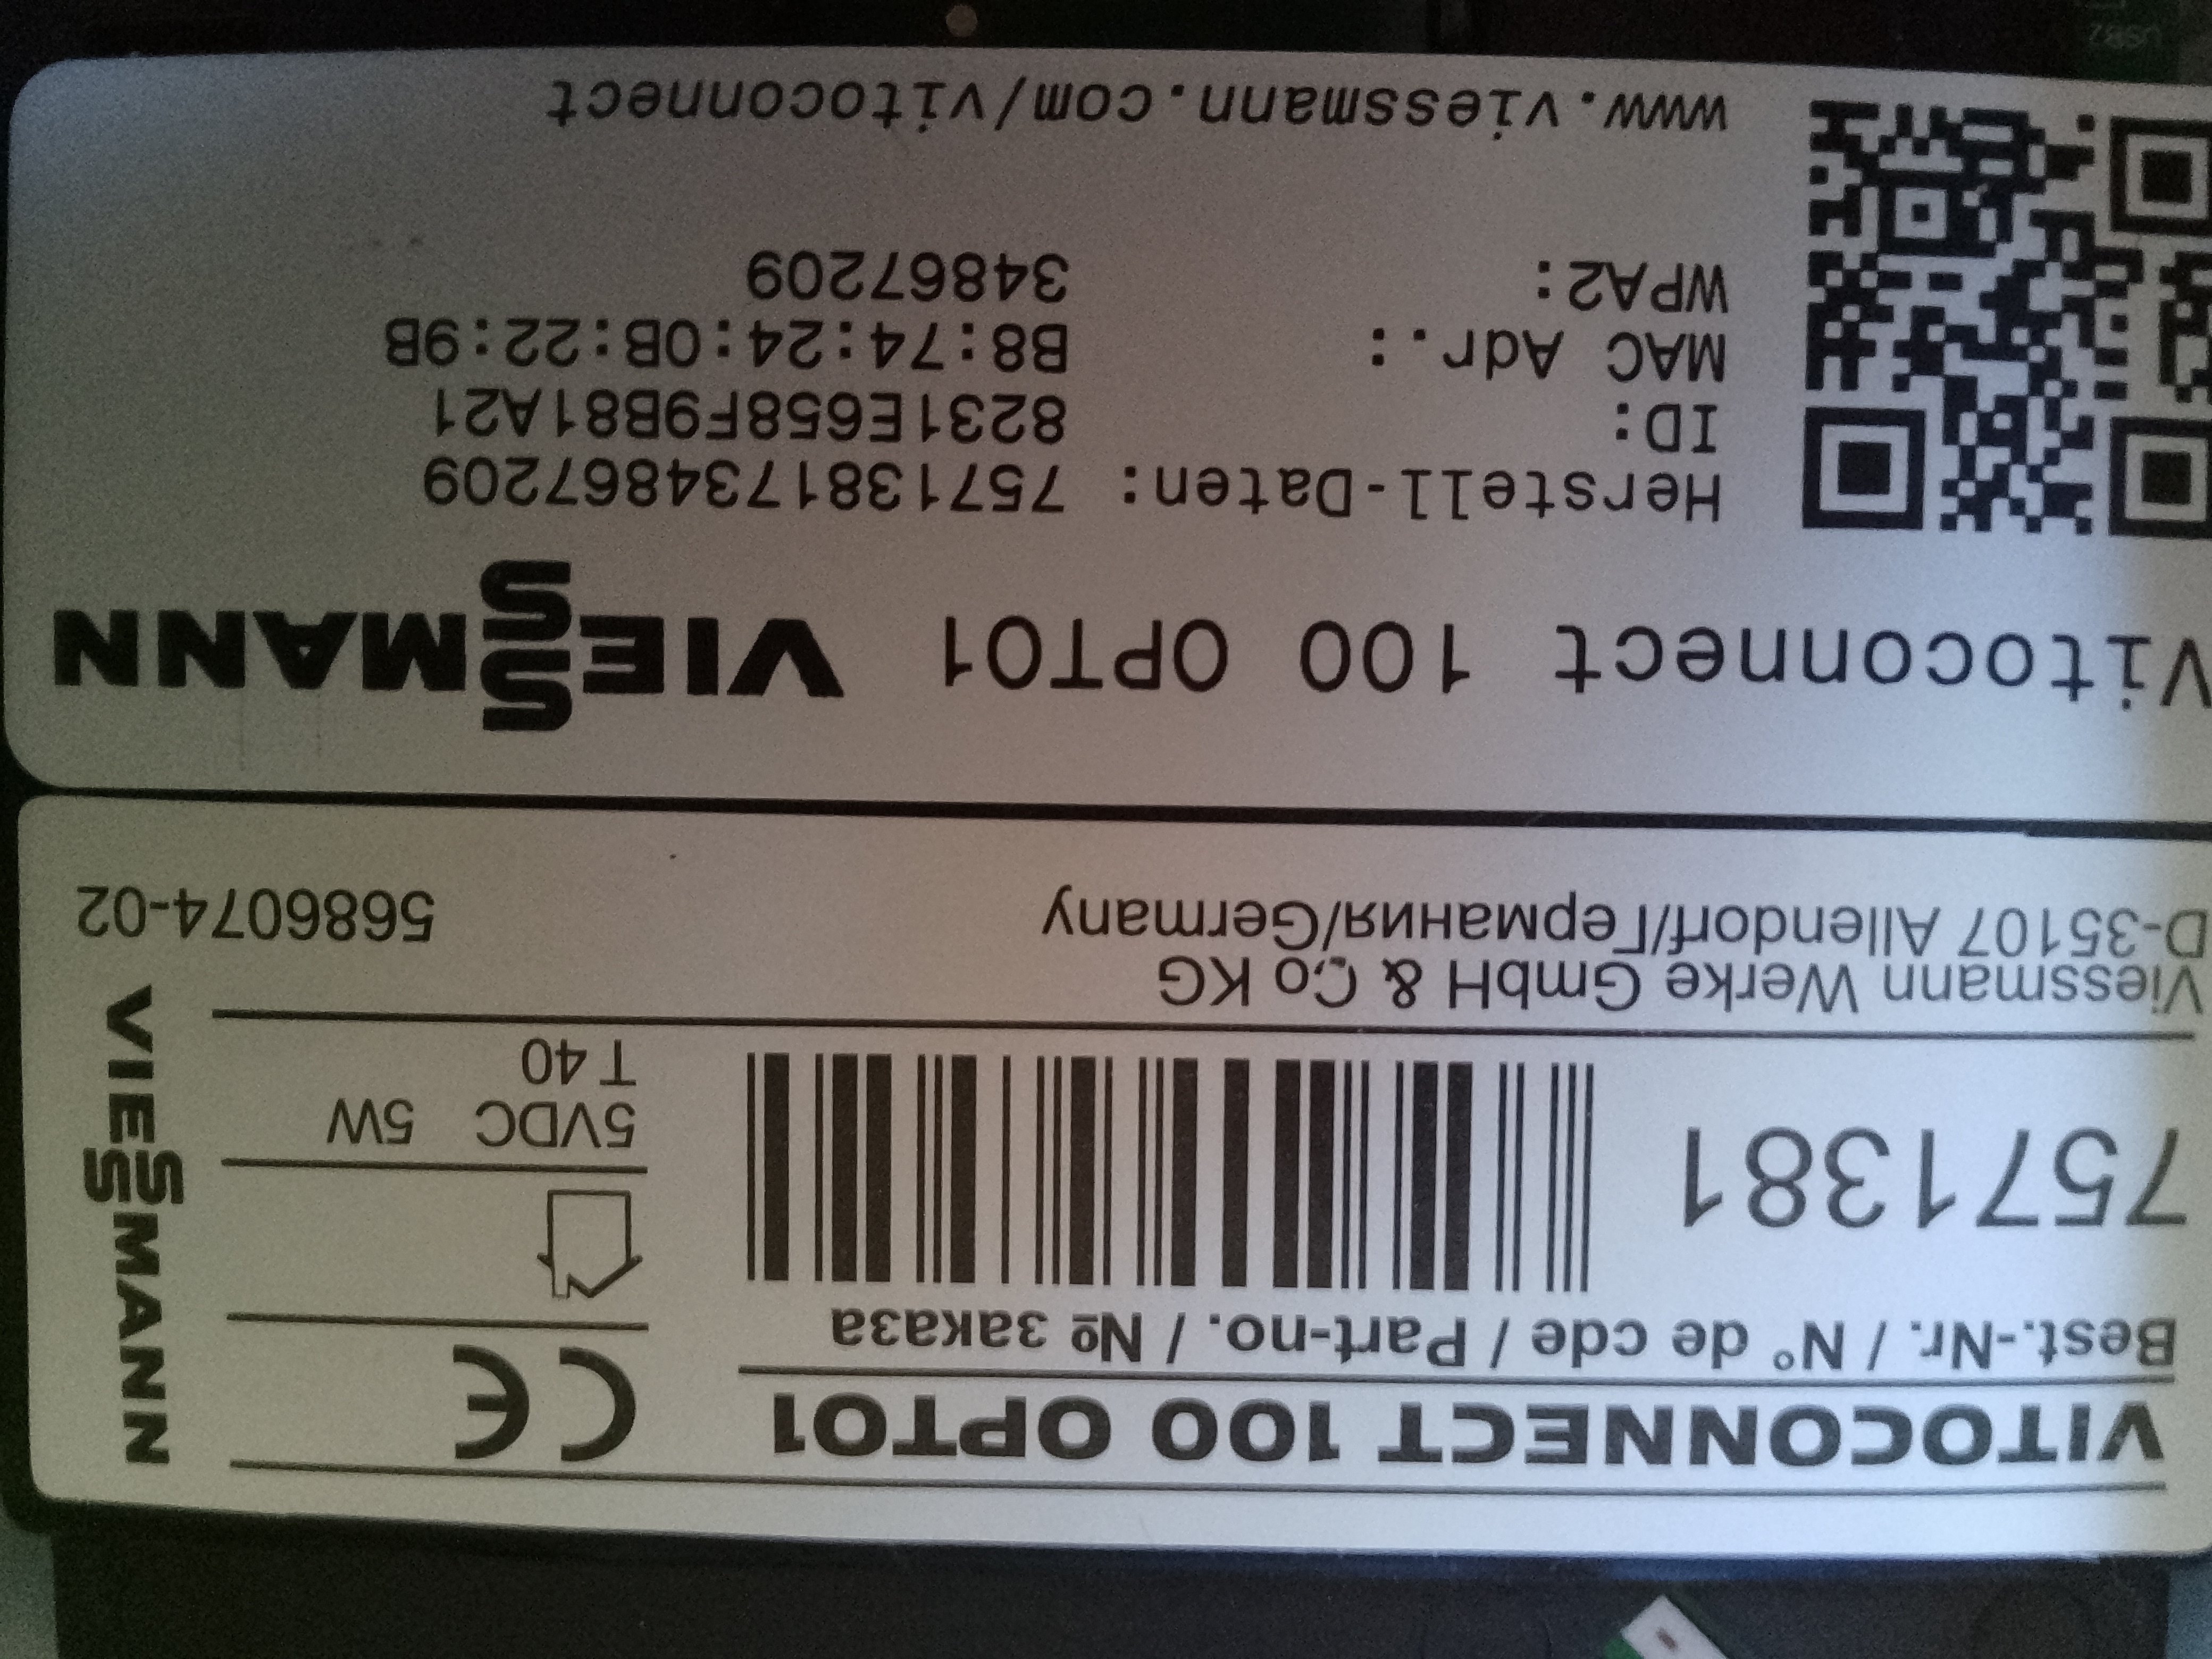 VITOCONNECT 100 OPTO1
Best.-Nr. / N° de cde / Part-no. / № заказа
7571381
CE
5VDC 5W
T40
VIESSMANN
Viessmann Werke GmbH & Co KG
D-35107 Allendorf/Германия/Germany
5686074-02
Vitoconnect 100 OPTO1 VIESSMANN
Herstell-Daten: 7571381734867209
ID: 8231E658F9B81A21
MAC Adr.: B8:74:24:0B:22:9B
WPA2: 34867209
www.viessmann.com/vitoconnect